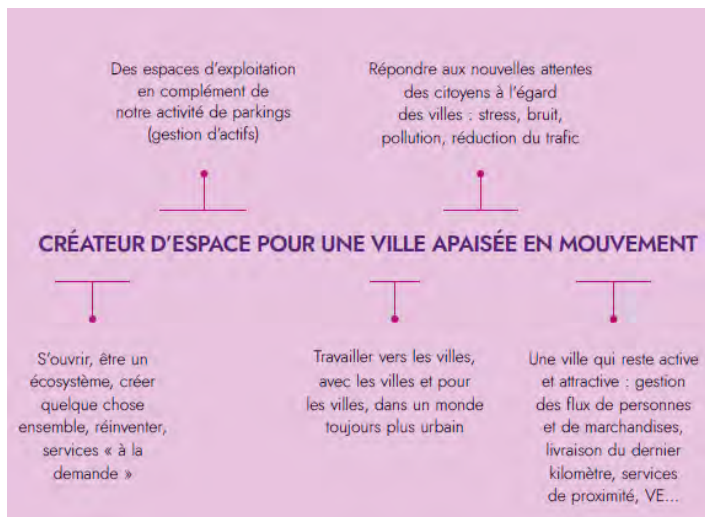 Des espaces d'exploitation
en complément de
notre activité de parkings
(gestion d'actifs)
Répondre aux nouvelles attentes
des citoyens à l'égard
des villes : stress, bruit,
pollution, réduction du trafic
CRÉATEUR D'ESPACE POUR UNE VILLE APAISÉE EN MOUVEMENT
S'ouvrir, être un
écosystème, créer
quelque chose
ensemble, réinventer,
services « à la
demande »
Travailler vers les villes,
avec les villes et pour
les villes, dans un monde
toujours plus urbain
Une ville qui reste active
et attractive : gestion
des flux de personnes
et de marchandises,
livraison du dernier
kilomètre, services
de proximité, VE...